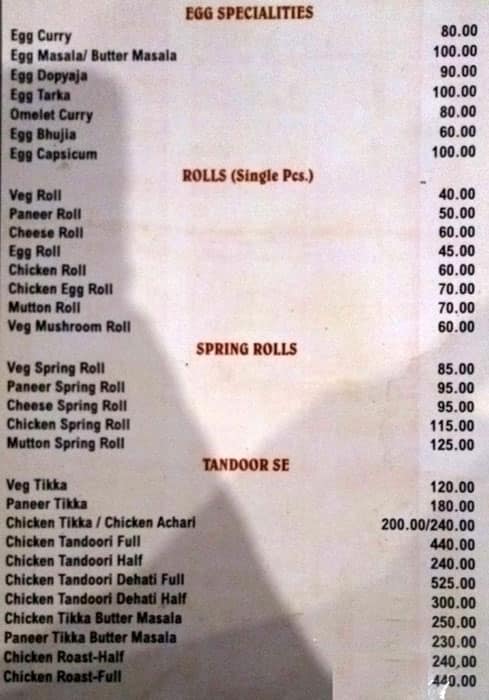 EGG SPECIALITIES
Egg Curry 80.00
Egg Masala/ Butter Masala 100.00
Egg Dopyaja 90.00
Egg Tarka 100.00
Omelet Curry 80.00
Egg Bhujia 60.00
Egg Capsicum 100.00
ROLLS (Single Pcs.)
Veg Roll 40.00
Paneer Roll 50.00
Cheese Roll 60.00
Egg Roll 45.00
Chicken Roll 60.00
Chicken Egg Roll 70.00
Mutton Roll 70.00
Veg Mushroom Roll 60.00
SPRING ROLLS
Veg Spring Roll 85.00
Paneer Spring Roll 95.00
Cheese Spring Roll 95.00
Chicken Spring Roll 115.00
Mutton Spring Roll 125.00
TANDOOR SE
Veg Tikka 120.00
Paneer Tikka 180.00
Chicken Tikka / Chicken Achari 200.00/240.00
Chicken Tandoori Full 440.00
Chicken Tandoori Half 240.00
Chicken Tandoori Dehati Full 525.00
Chicken Tandoori Dehati Half 300.00
Chicken Tikka Butter Masala 250.00
Paneer Tikka Butter Masala 230.00
Chicken Roast-Half 240.00
Chicken Roast-Full 440.00